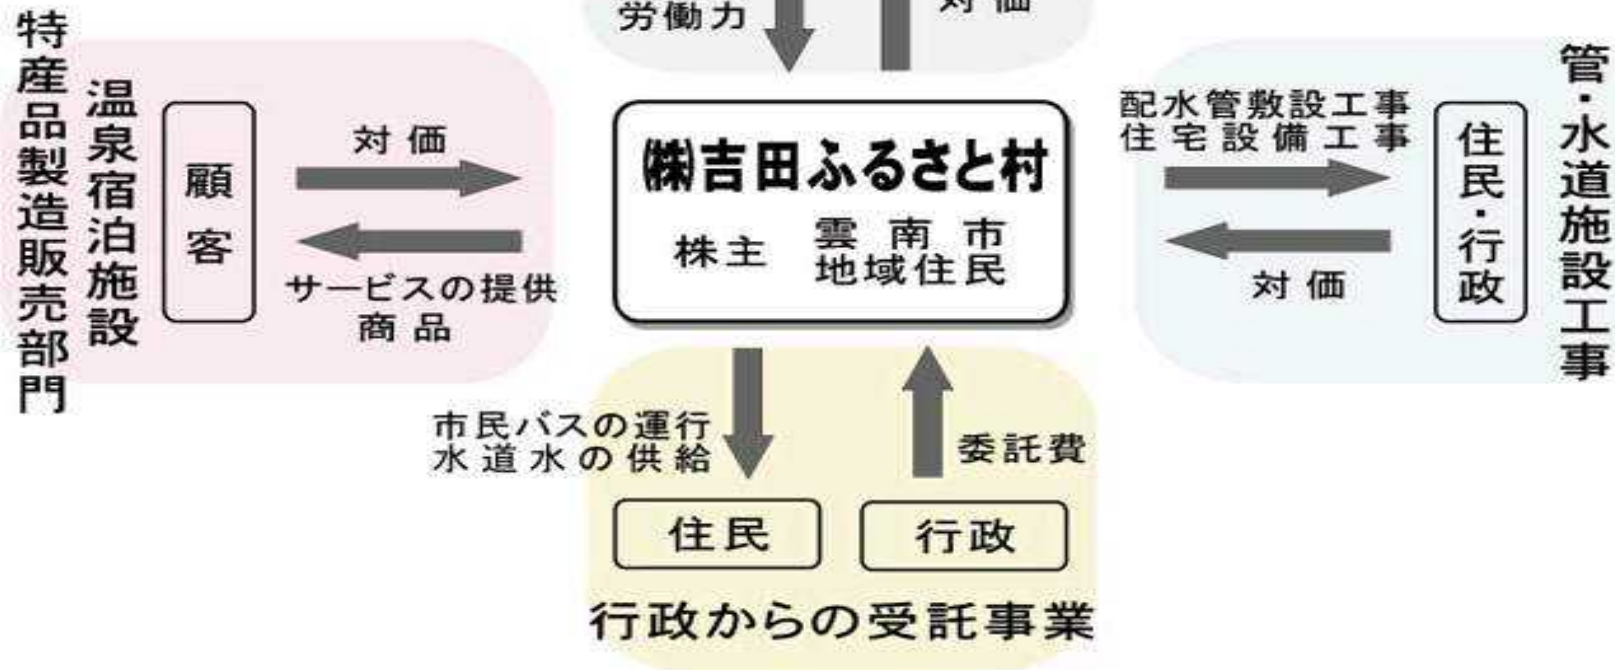 労働力
対価
特産品製造販売部門
温泉宿泊施設
顧客
対価
サービスの提供
商品
㈱吉田ふるさと村
株主
雲南市
地域住民
配水管敷設工事
住宅設備工事
対価
住民・行政
管・水道施設工事
市民バスの運行
水道水の供給
委託費
住民
行政
行政からの受託事業